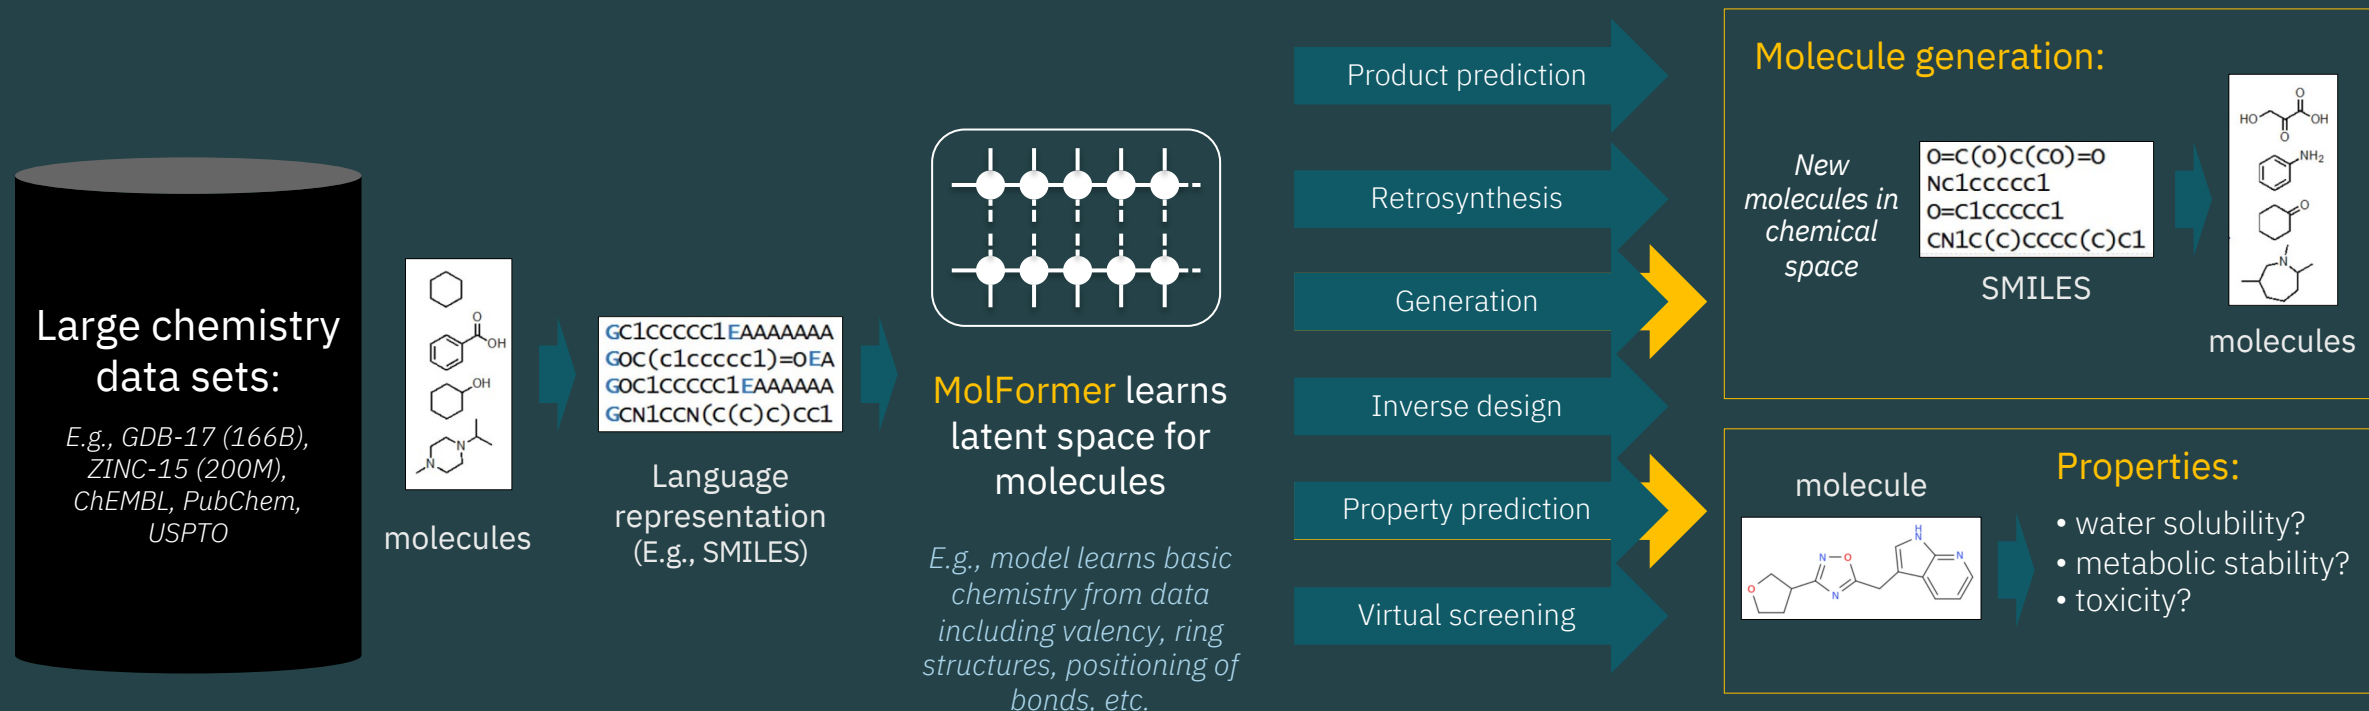 Large chemistry
data sets:
E.g., GDB-17 (166B),
ZINC-15 (200M),
ChEMBL, PubChem,
USPTO
O
OH
OH
N
N
molecules
GC1CCCCC1EAAAAAAA
GOC(c1ccccc1)=OEA
GOC1CCCCC1EAAAAAA
GCN1CCN(C(C)C)CC1
Language
representation
(E.g., SMILES)
MolFormer learns
latent space for
molecules
E.g., model learns basic
chemistry from data
including valency, ring
structures, positioning of
bonds, etc.
Product prediction
Retrosynthesis
Generation
Inverse design
Property prediction
Virtual screening
Molecule generation:
New
molecules in
chemical
space
O=C(O)C(CO)=O
Nc1ccccc1
O=C1CCCCC1
CN1C(C)CCCC(C)C1
SMILES
O
HO
OH
O
NH2
O
N
molecules
molecule
O
N
O
N
H
N
N
Properties:
• water solubility?
• metabolic stability?
• toxicity?